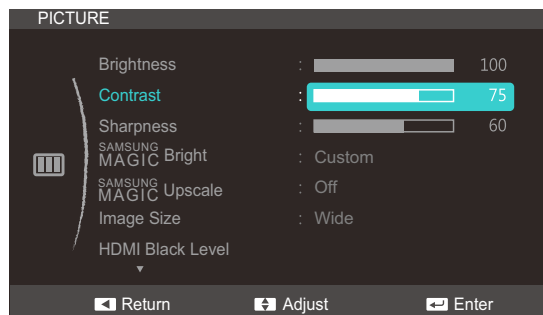 PICTURE
Brightness : 100
Contrast : 75
Sharpness : 60
SAMSUNG MAGIC Bright : Custom
SAMSUNG MAGIC Upscale : Off
Image Size : Wide
HDMI Black Level
Return Adjust Enter